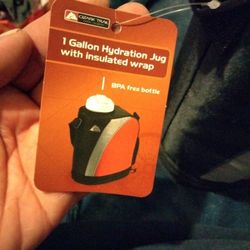 OZARK TRAIL
1 Gallon Hydration Jug
with insulated wrap
BPA free bottle